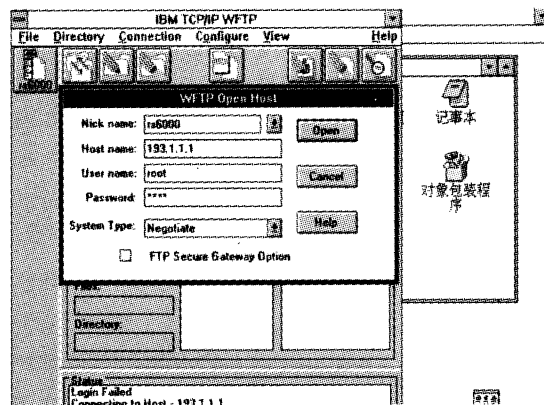 IBM TCP/IP WFTP
File Directory Connection Configure View Help
rs6000
WFTP Open Host
Nick name: rs6000
Open
Host name: 193.1.1.1
User name: root
Cancel
Password: ****
System Type: Negotiate
Help
FTP Secure Gateway Option
Directory:
Status
Login Failed
Connecting to Host - 193.1.1.1
记事本
对象包装程
序